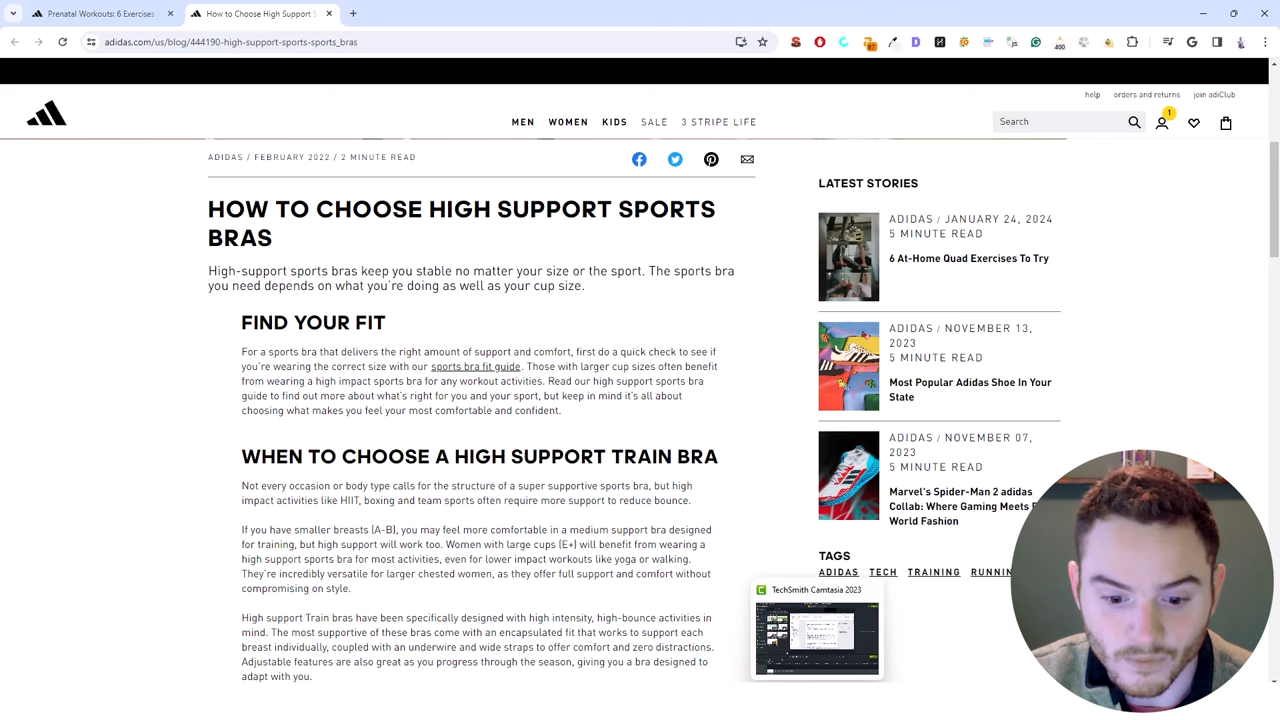 Prenatal Workouts: 6 Exercises
How to Choose High Support S
adidas.com/us/blog/444190-high-support-sports-sports_bras
87
400
help
orders and returns
join adiClub
MEN WOMEN KIDS SALE 3 STRIPE LIFE
Search
1
ADIDAS / FEBRUARY 2022 / 2 MINUTE READ
HOW TO CHOOSE HIGH SUPPORT SPORTS
BRAS
High-support sports bras keep you stable no matter your size or the sport. The sports bra
you need depends on what you're doing as well as your cup size.
FIND YOUR FIT
For a sports bra that delivers the right amount of support and comfort, first do a quick check to see if
you're wearing the correct size with our sports bra fit guide. Those with larger cup sizes often benefit
from wearing a high impact sports bra for any workout activities. Read our high support sports bra
guide to find out more about what's right for you and your sport, but keep in mind it's all about
choosing what makes you feel your most comfortable and confident.
WHEN TO CHOOSE A HIGH SUPPORT TRAIN BRA
Not every occasion or body type calls for the structure of a super supportive sports bra, but high
impact activities like HIIT, boxing and team sports often require more support to reduce bounce.
If you have smaller breasts (A-B), you may feel more comfortable in a medium support bra designed
for training, but high support will work too. Women with large cups (E+) will benefit from wearing a
high support sports bra for most activities, even for lower impact workouts like yoga or walking.
They're incredibly versatile for larger chested women, as they offer full support and comfort without
compromising on style.
High support Train bras have been specifically designed with high intensity, high-bounce activities in
mind. The most supportive of these bras come with an encapsulated fit that works to support each
breast individually, coupled with an underwire and wide straps to offer comfort and zero distractions.
Adjustable features are great as you progress through the seasons, giving you a bra designed to
adapt with you.
LATEST STORIES
ADIDAS / JANUARY 24, 2024
5 MINUTE READ
6 At-Home Quad Exercises To Try
ADIDAS / NOVEMBER 13,
2023
5 MINUTE READ
Most Popular Adidas Shoe In Your
State
ADIDAS / NOVEMBER 07,
2023
5 MINUTE READ
Marvel's Spider-Man 2 adidas
Collab: Where Gaming Meets
World Fashion
TAGS
ADIDAS TECH TRAINING RUNNIN
TechSmith Camtasia 2023